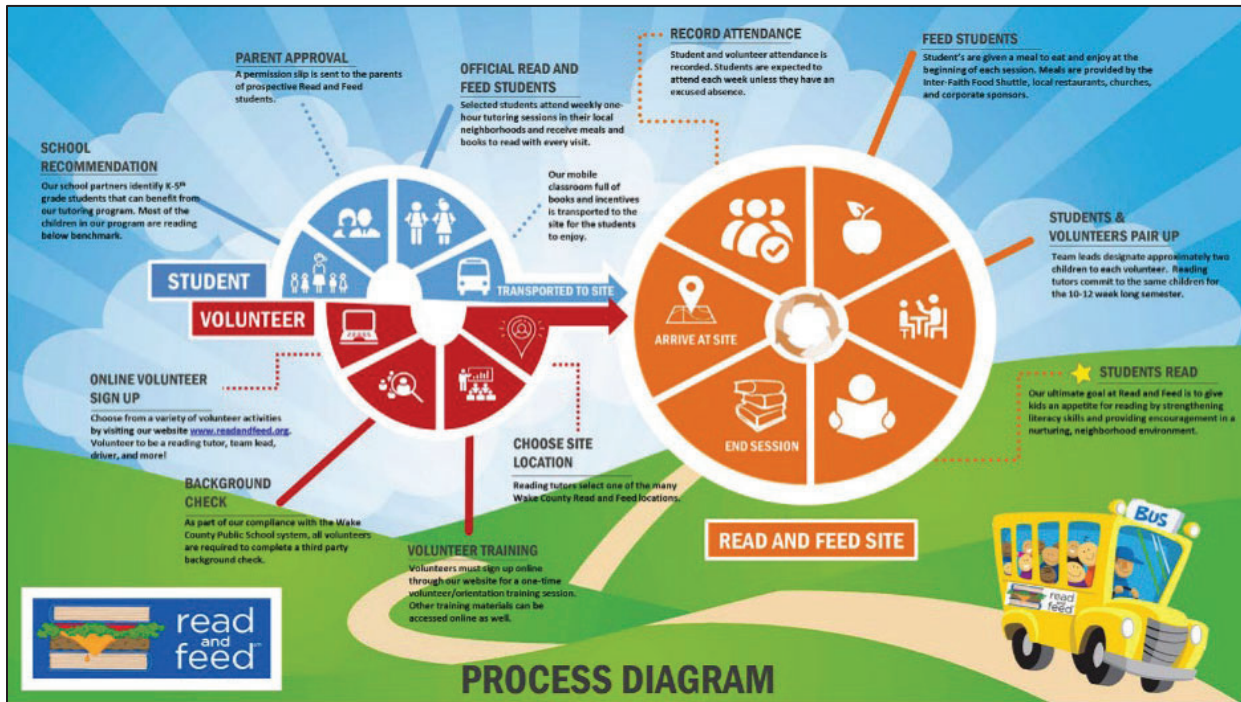 PARENT APPROVAL
A permission slip is sent to the parents
of prospective Read and Feed
students.
OFFICIAL READ AND
FEED STUDENTS
Selected students attend weekly one-
hour tutoring sessions in their local
neighborhoods and receive meals and
books to read with every visit.
RECORD ATTENDANCE
Student and volunteer attendance is
recorded. Students are expected to
attend each week unless they have an
excused absence.
FEED STUDENTS
Student's are given a meal to eat and enjoy at the
beginning of each session. Meals are provided by the
Inter-Faith Food Shuttle, local restaurants, churches,
and corporate sponsors.
SCHOOL
RECOMMENDATION
Our school partners identify K-5th
grade students that can benefit from
our tutoring program. Most of the
children in our program are reading
below benchmark.
Our mobile
classroom full of
books and incentives
is transported to the
site for the students
to enjoy.
STUDENTS &
VOLUNTEERS PAIR UP
Team leads designate approximately two
children to each volunteer. Reading
tutors commit to the same children for
the 10-12 week long semester.
STUDENT
TRANSPORTED TO SITE
VOLUNTEER
ARRIVE AT SITE
END SESSION
ONLINE VOLUNTEER
SIGN UP
Choose from a variety of volunteer activities
by visiting our website www.readandfeed.org.
Volunteer to be a reading tutor, team lead,
driver, and more!
STUDENTS READ
Our ultimate goal at Read and Feed is to give
kids an appetite for reading by strengthening
literacy skills and providing encouragement in a
nurturing, neighborhood environment.
CHOOSE SITE
LOCATION
Reading tutors select one of the many
Wake County Read and Feed locations.
BACKGROUND
CHECK
As part of our compliance with the Wake
County Public School system, all volunteers
are required to complete a third party
background check.
VOLUNTEER TRAINING
Volunteers must sign up online
through our website for a one-time
volunteer/orientation training session.
Other training materials can be
accessed online as well.
READ AND FEED SITE
BUS
read
and
feed
read
and
feed
PROCESS DIAGRAM